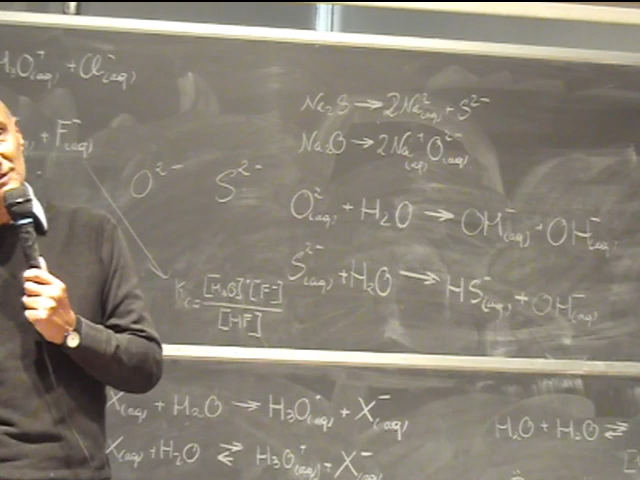 H₃O⁺(aq) + Cl⁻(aq)
+ F⁻(aq)
O²⁻ S²⁻
Na₂S → 2Na(aq) + S²⁻
Na₂O → 2Na⁺(aq) O²⁻(aq)
O²⁻(aq) + H₂O → OH⁻(aq) + OH⁻(aq)
S²⁻(aq) + H₂O → HS⁻(aq) + OH⁻(aq)
Kc = [H₃O]⁺[F⁻]
[HF]
X(aq) + H₂O → H₃O⁺(aq) + X⁻(aq)
X(aq) + H₂O ⇌ H₃O⁺(aq) + X⁻(aq)
H₂O + H₂O ⇌